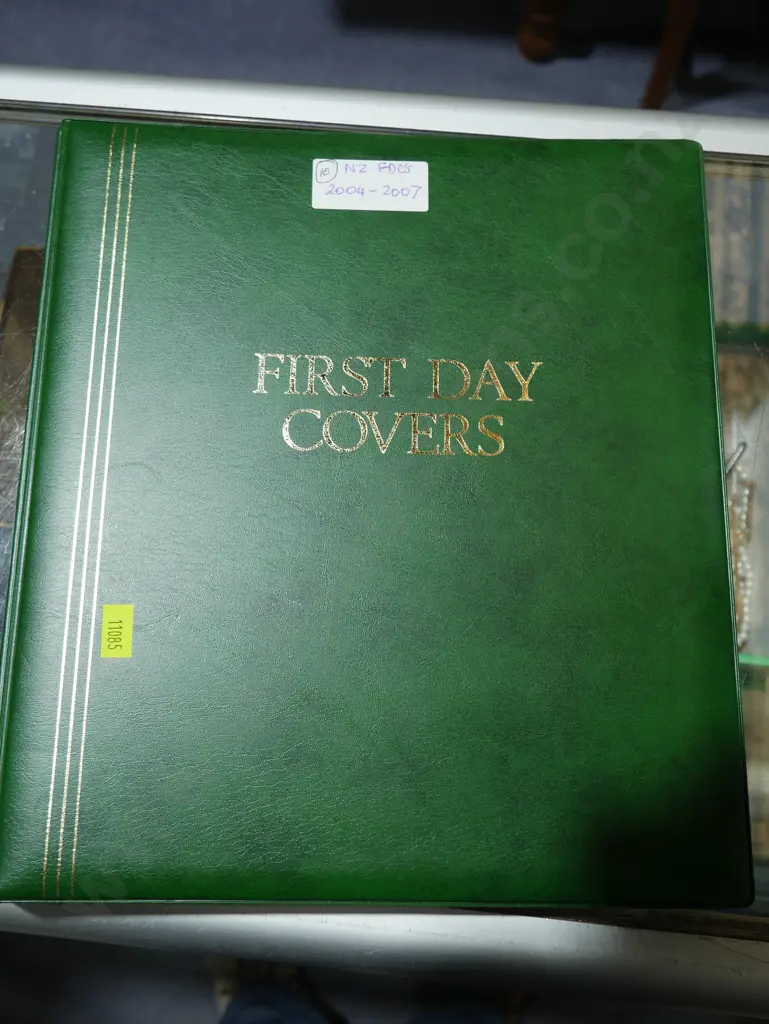 10 NZ FDCS
2004-2007
FIRST DAY
COVERS
11085